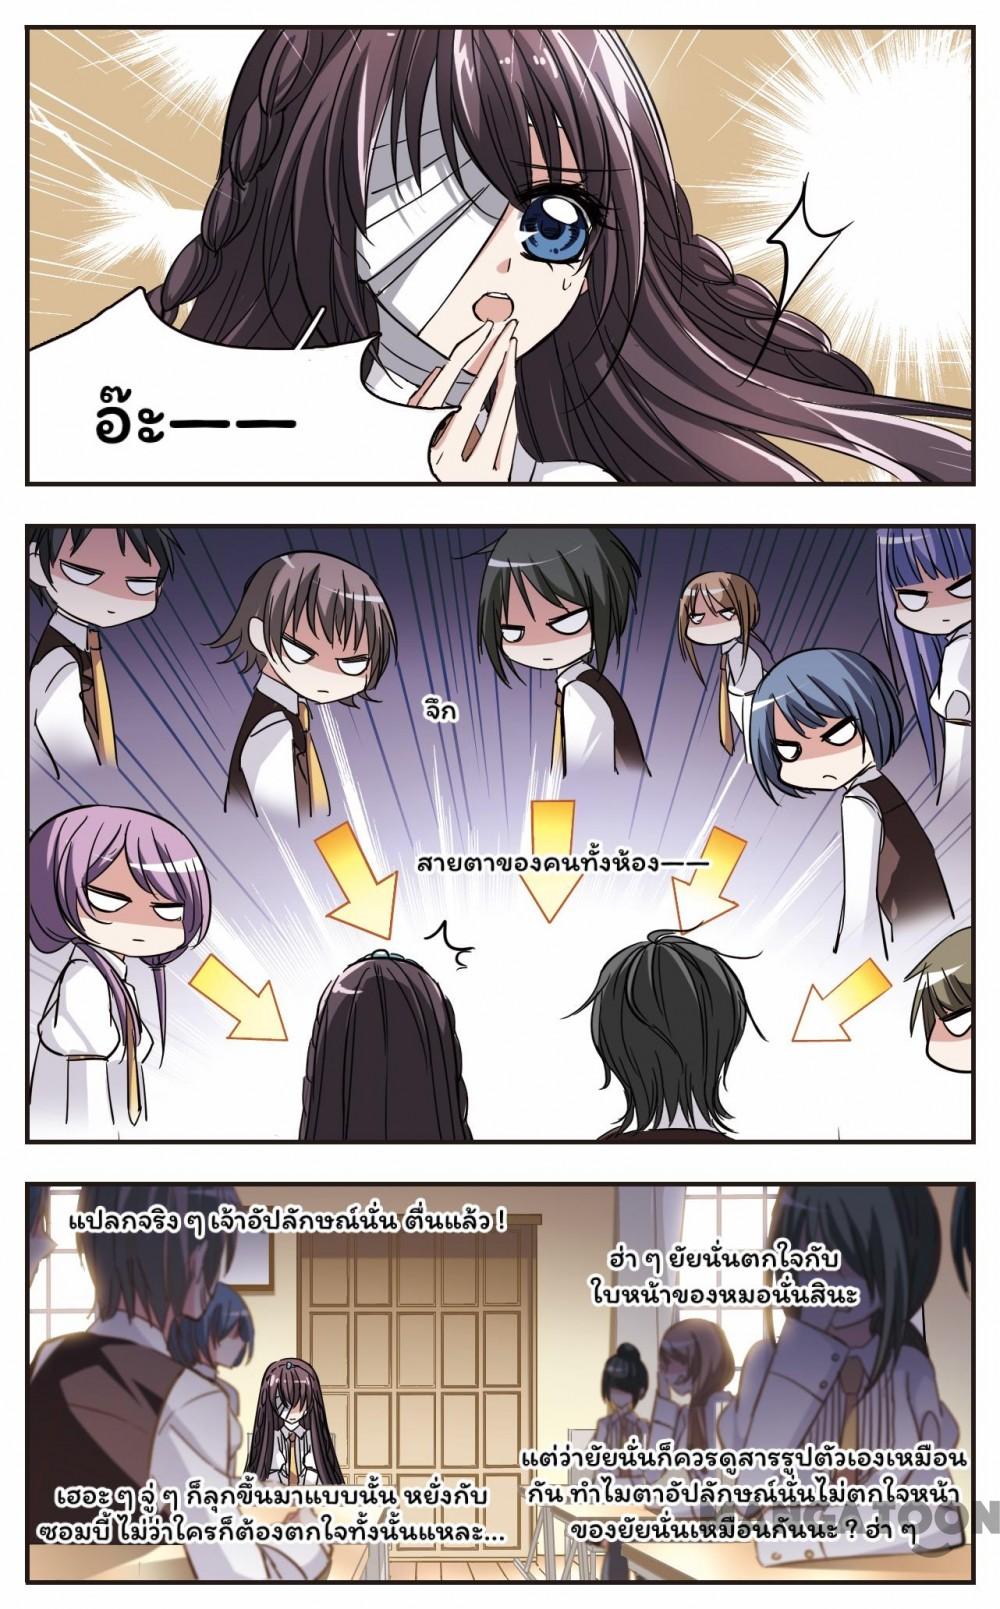 อ๊ะ——
จึก
สายตาของคนทั้งห้อง——
แปลกจริง ๆ เจ้าอัปลักษณ์นั่น ตื่นแล้ว !
ฮ่า ๆ ยัยนั่นตกใจกับ
ใบหน้าของหมอนั่นสินะ
แต่ว่ายัยนั่นก็ควรดูสารรูปตัวเองเหมือน
กัน ทำไมตาอัปลักษณ์นั่นไม่ตกใจหน้า
ของยัยนั่นเหมือนกันนะ ? ฮ่า ๆ
เฮอะ ๆ จู่ ๆ ก็ลุกขึ้นมาแบบนั้น หยั่งกับ
ซอมบี้ ไม่ว่าใครก็ต้องตกใจทั้งนั้นแหละ...
MANGATOON